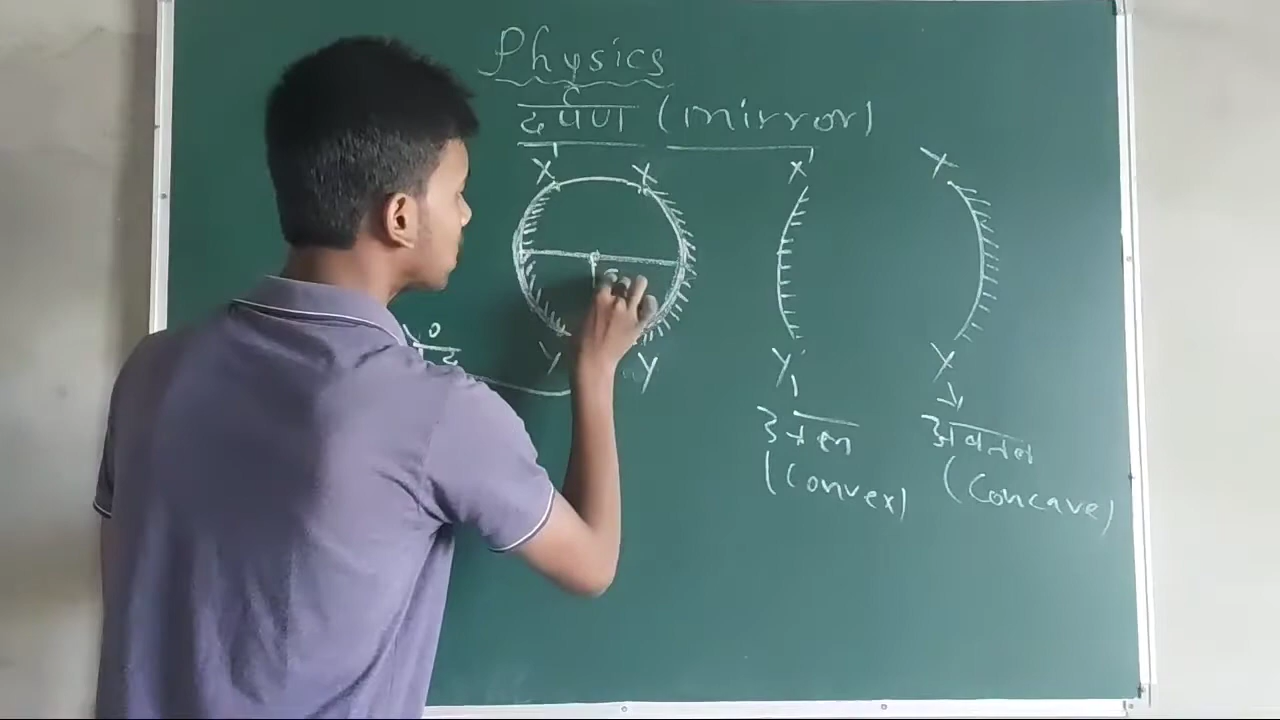 Physics
दर्पण (mirror)
X X X X
Y Y Y X
उत्तल अवतल
(Convex) (Concave)